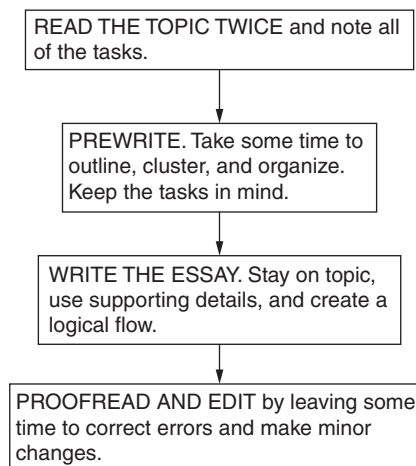 READ THE TOPIC TWICE and note all
of the tasks.
PREWRITE. Take some time to
outline, cluster, and organize.
Keep the tasks in mind.
WRITE THE ESSAY. Stay on topic,
use supporting details, and create a
logical flow.
PROOFREAD AND EDIT by leaving some
time to correct errors and make minor
changes.